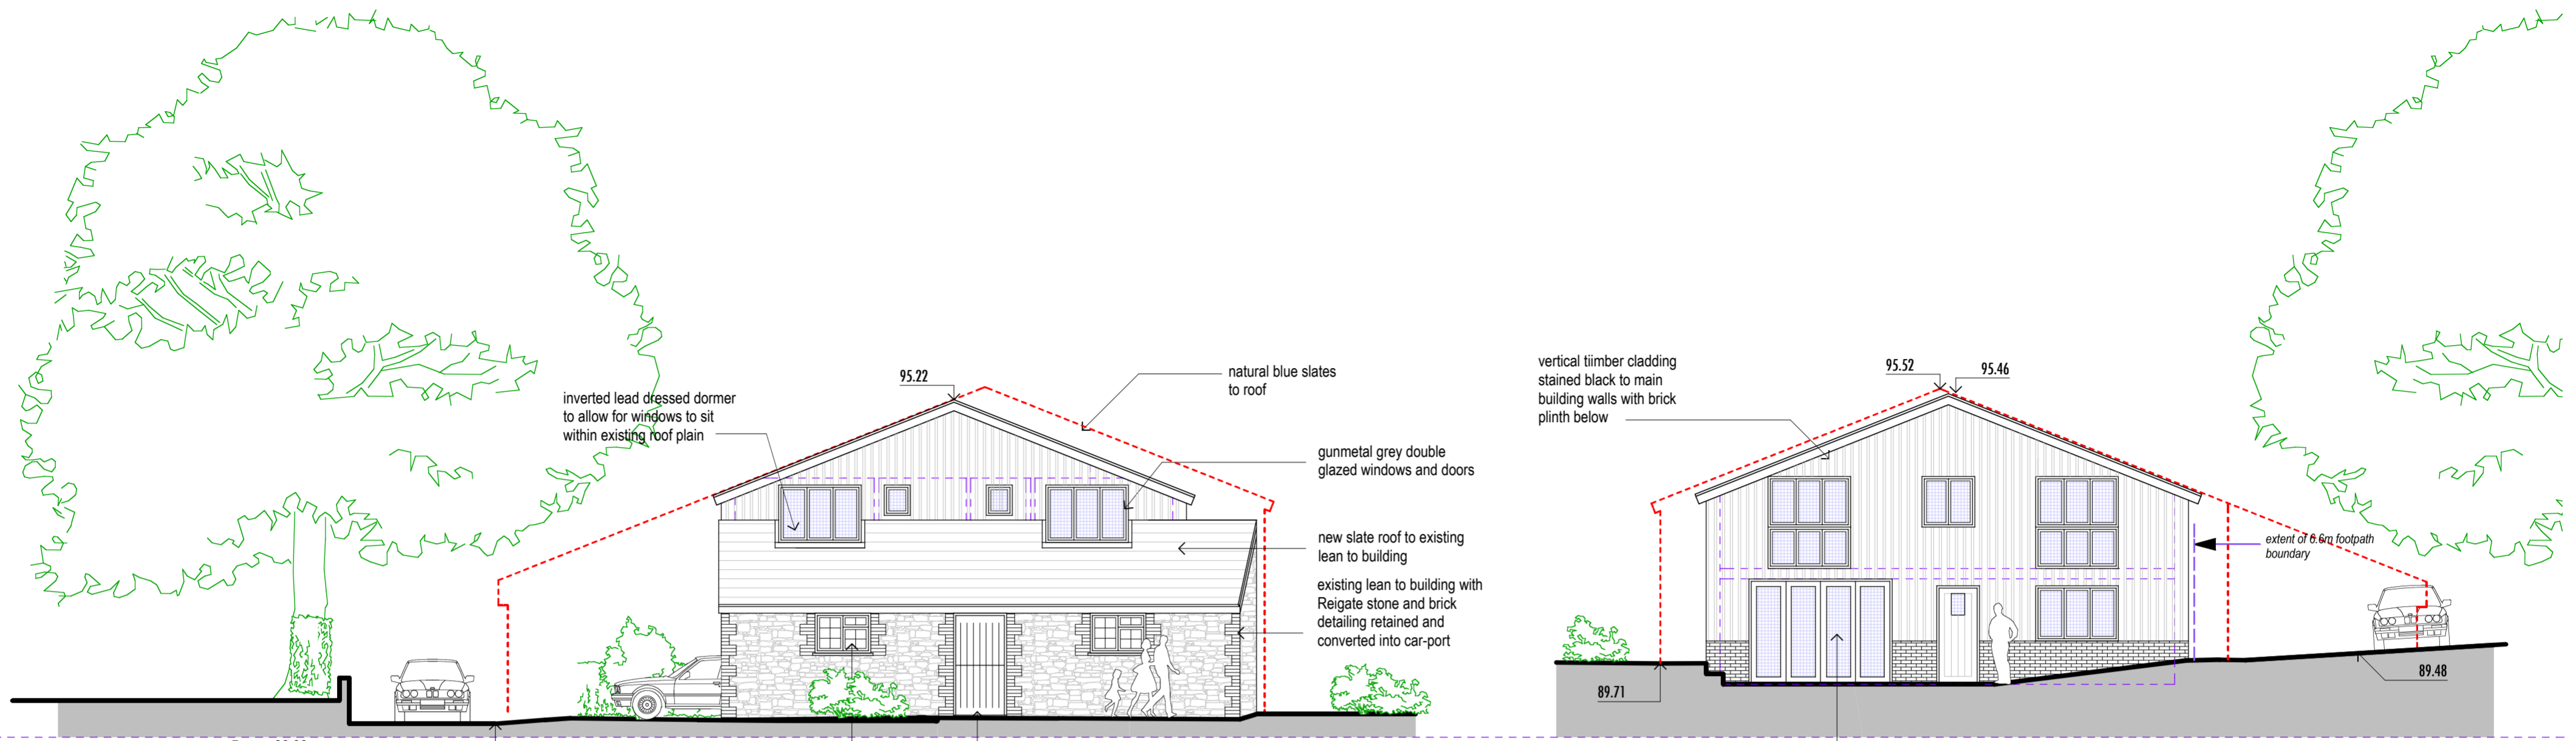 inverted lead dressed dormer
to allow for windows to sit
within existing roof plain
95.22
natural blue slates
to roof
gunmetal grey double
glazed windows and doors
new slate roof to existing
lean to building
existing lean to building with
Reigate stone and brick
detailing retained and
converted into car-port
vertical tiimber cladding
stained black to main
building walls with brick
plinth below
95.52
95.46
extent of 6.6m footpath
boundary
89.71
89.48